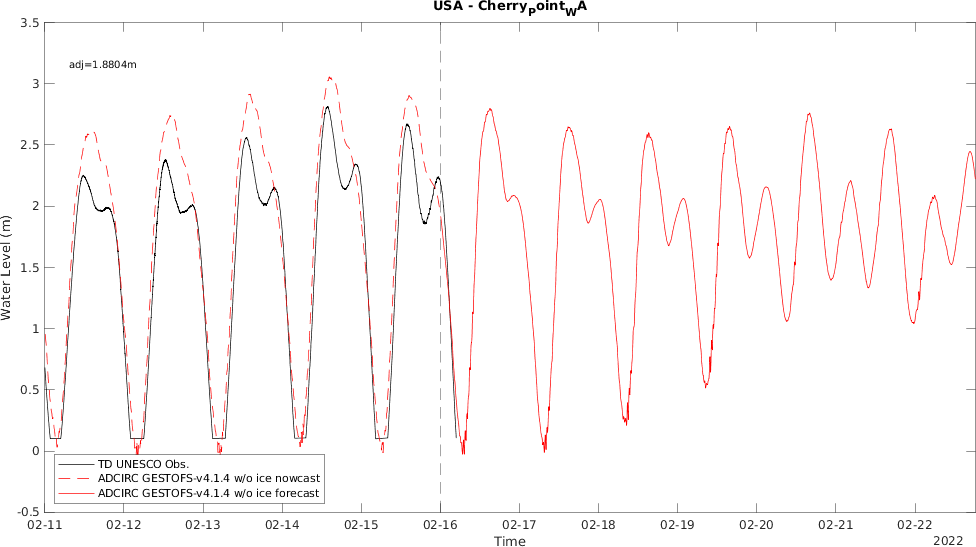 USA - Cherry_Point_WA
3.5
adj=1.8804m
3
2.5
2
1.5
1
0.5
0
-0.5
Water Level (m)
TD UNESCO Obs.
ADCIRC GESTOFS-v4.1.4 w/o ice nowcast
ADCIRC GESTOFS-v4.1.4 w/o ice forecast
02-11 02-12 02-13 02-14 02-15 02-16 02-17 02-18 02-19 02-20 02-21 02-22
Time
2022